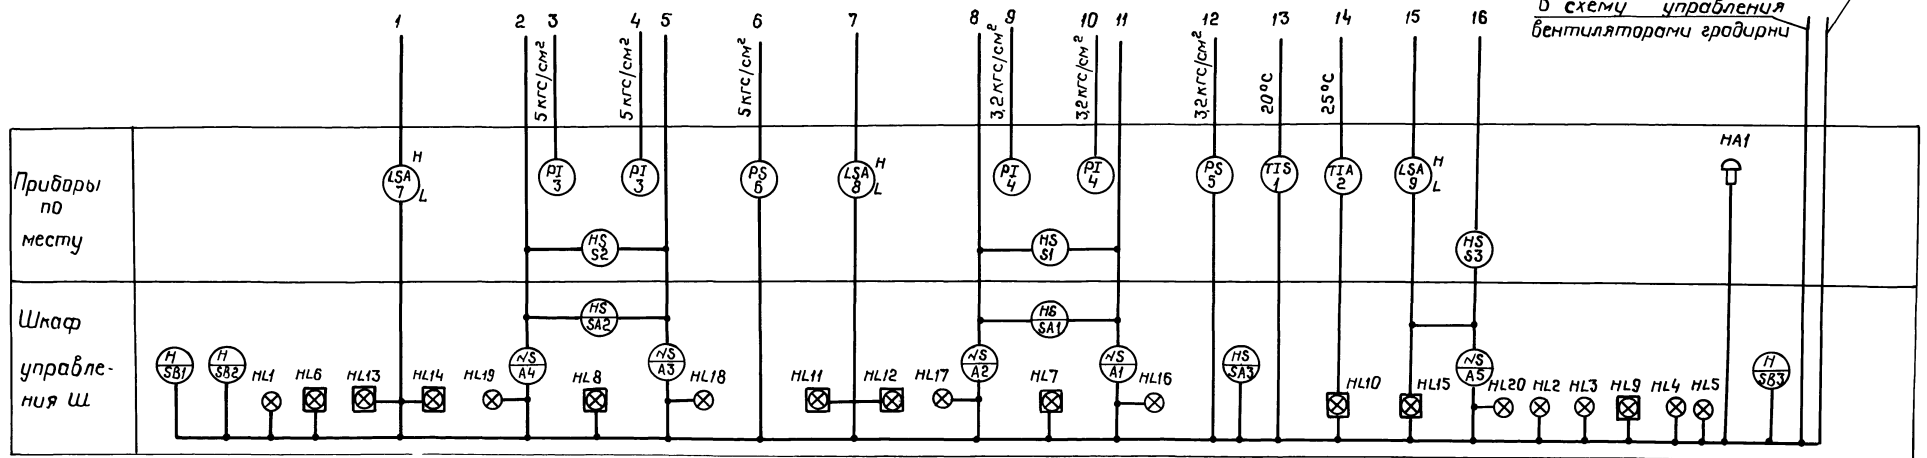 1 2 3 4 5 6 7 8 9 10 11 12 13 14 15 16
В схему управления
вентиляторами градирни
5 кгс/см²
5 кгс/см²
5 кгс/см²
3,2 кгс/см²
3,2 кгс/см²
3,2 кгс/см²
20°С
25°С
Приборы
по
месту
LSA
7
H
L
PI
3
PI
3
PS
6
LSA
8
H
L
PI
4
PI
4
PS
5
TIS
1
TIA
2
LSA
9
H
L
HA1
HS
S2
HS
S1
HS
S3
Шкаф
управле-
ния Ш
HS
SA2
HS
SA1
H
SB1
H
SB2
HL1
HL6
HL13
HL14
HL19
NS
A4
HL8
NS
A3
HL18
HL11
HL12
HL17
NS
A2
HL7
NS
A1
HL16
HS
SA3
HL10
HL15
NS
A5
HL20
HL2
HL3
HL9
HL4
HL5
H
SB3